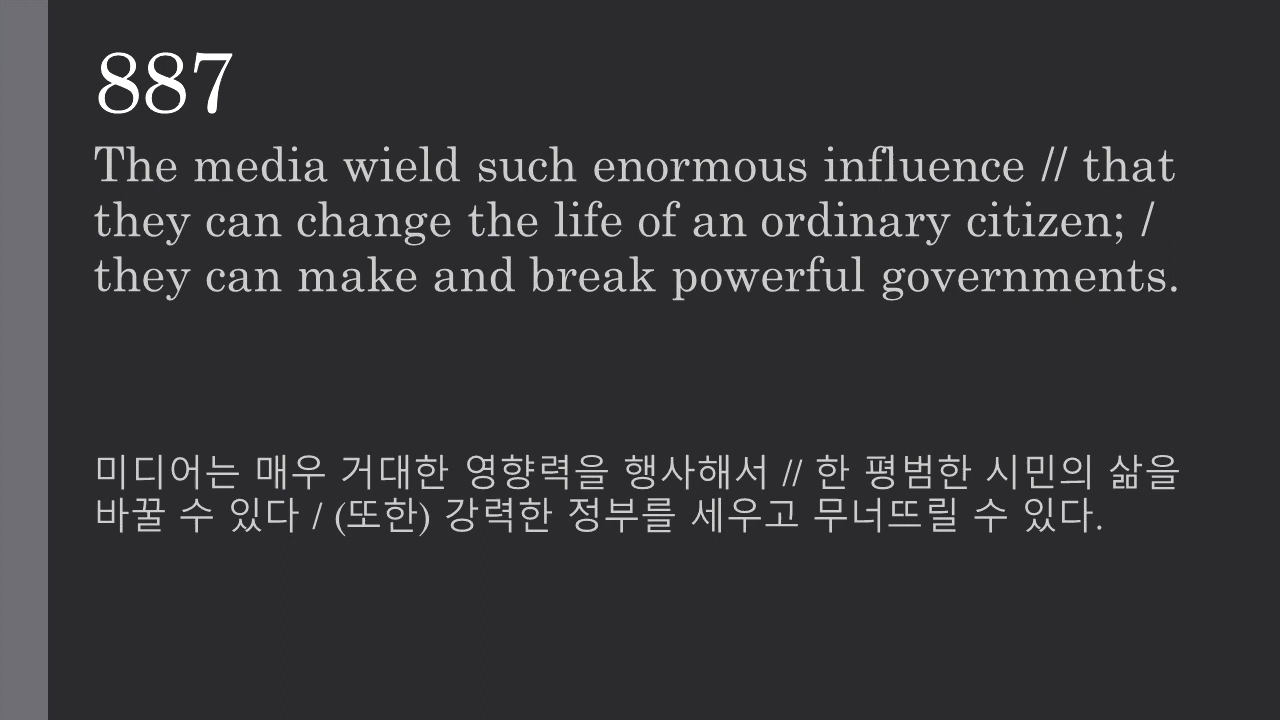 887
The media wield such enormous influence // that
they can change the life of an ordinary citizen; /
they can make and break powerful governments.
미디어는 매우 거대한 영향력을 행사해서 // 한 평범한 시민의 삶을
바꿀 수 있다 / (또한) 강력한 정부를 세우고 무너뜨릴 수 있다.